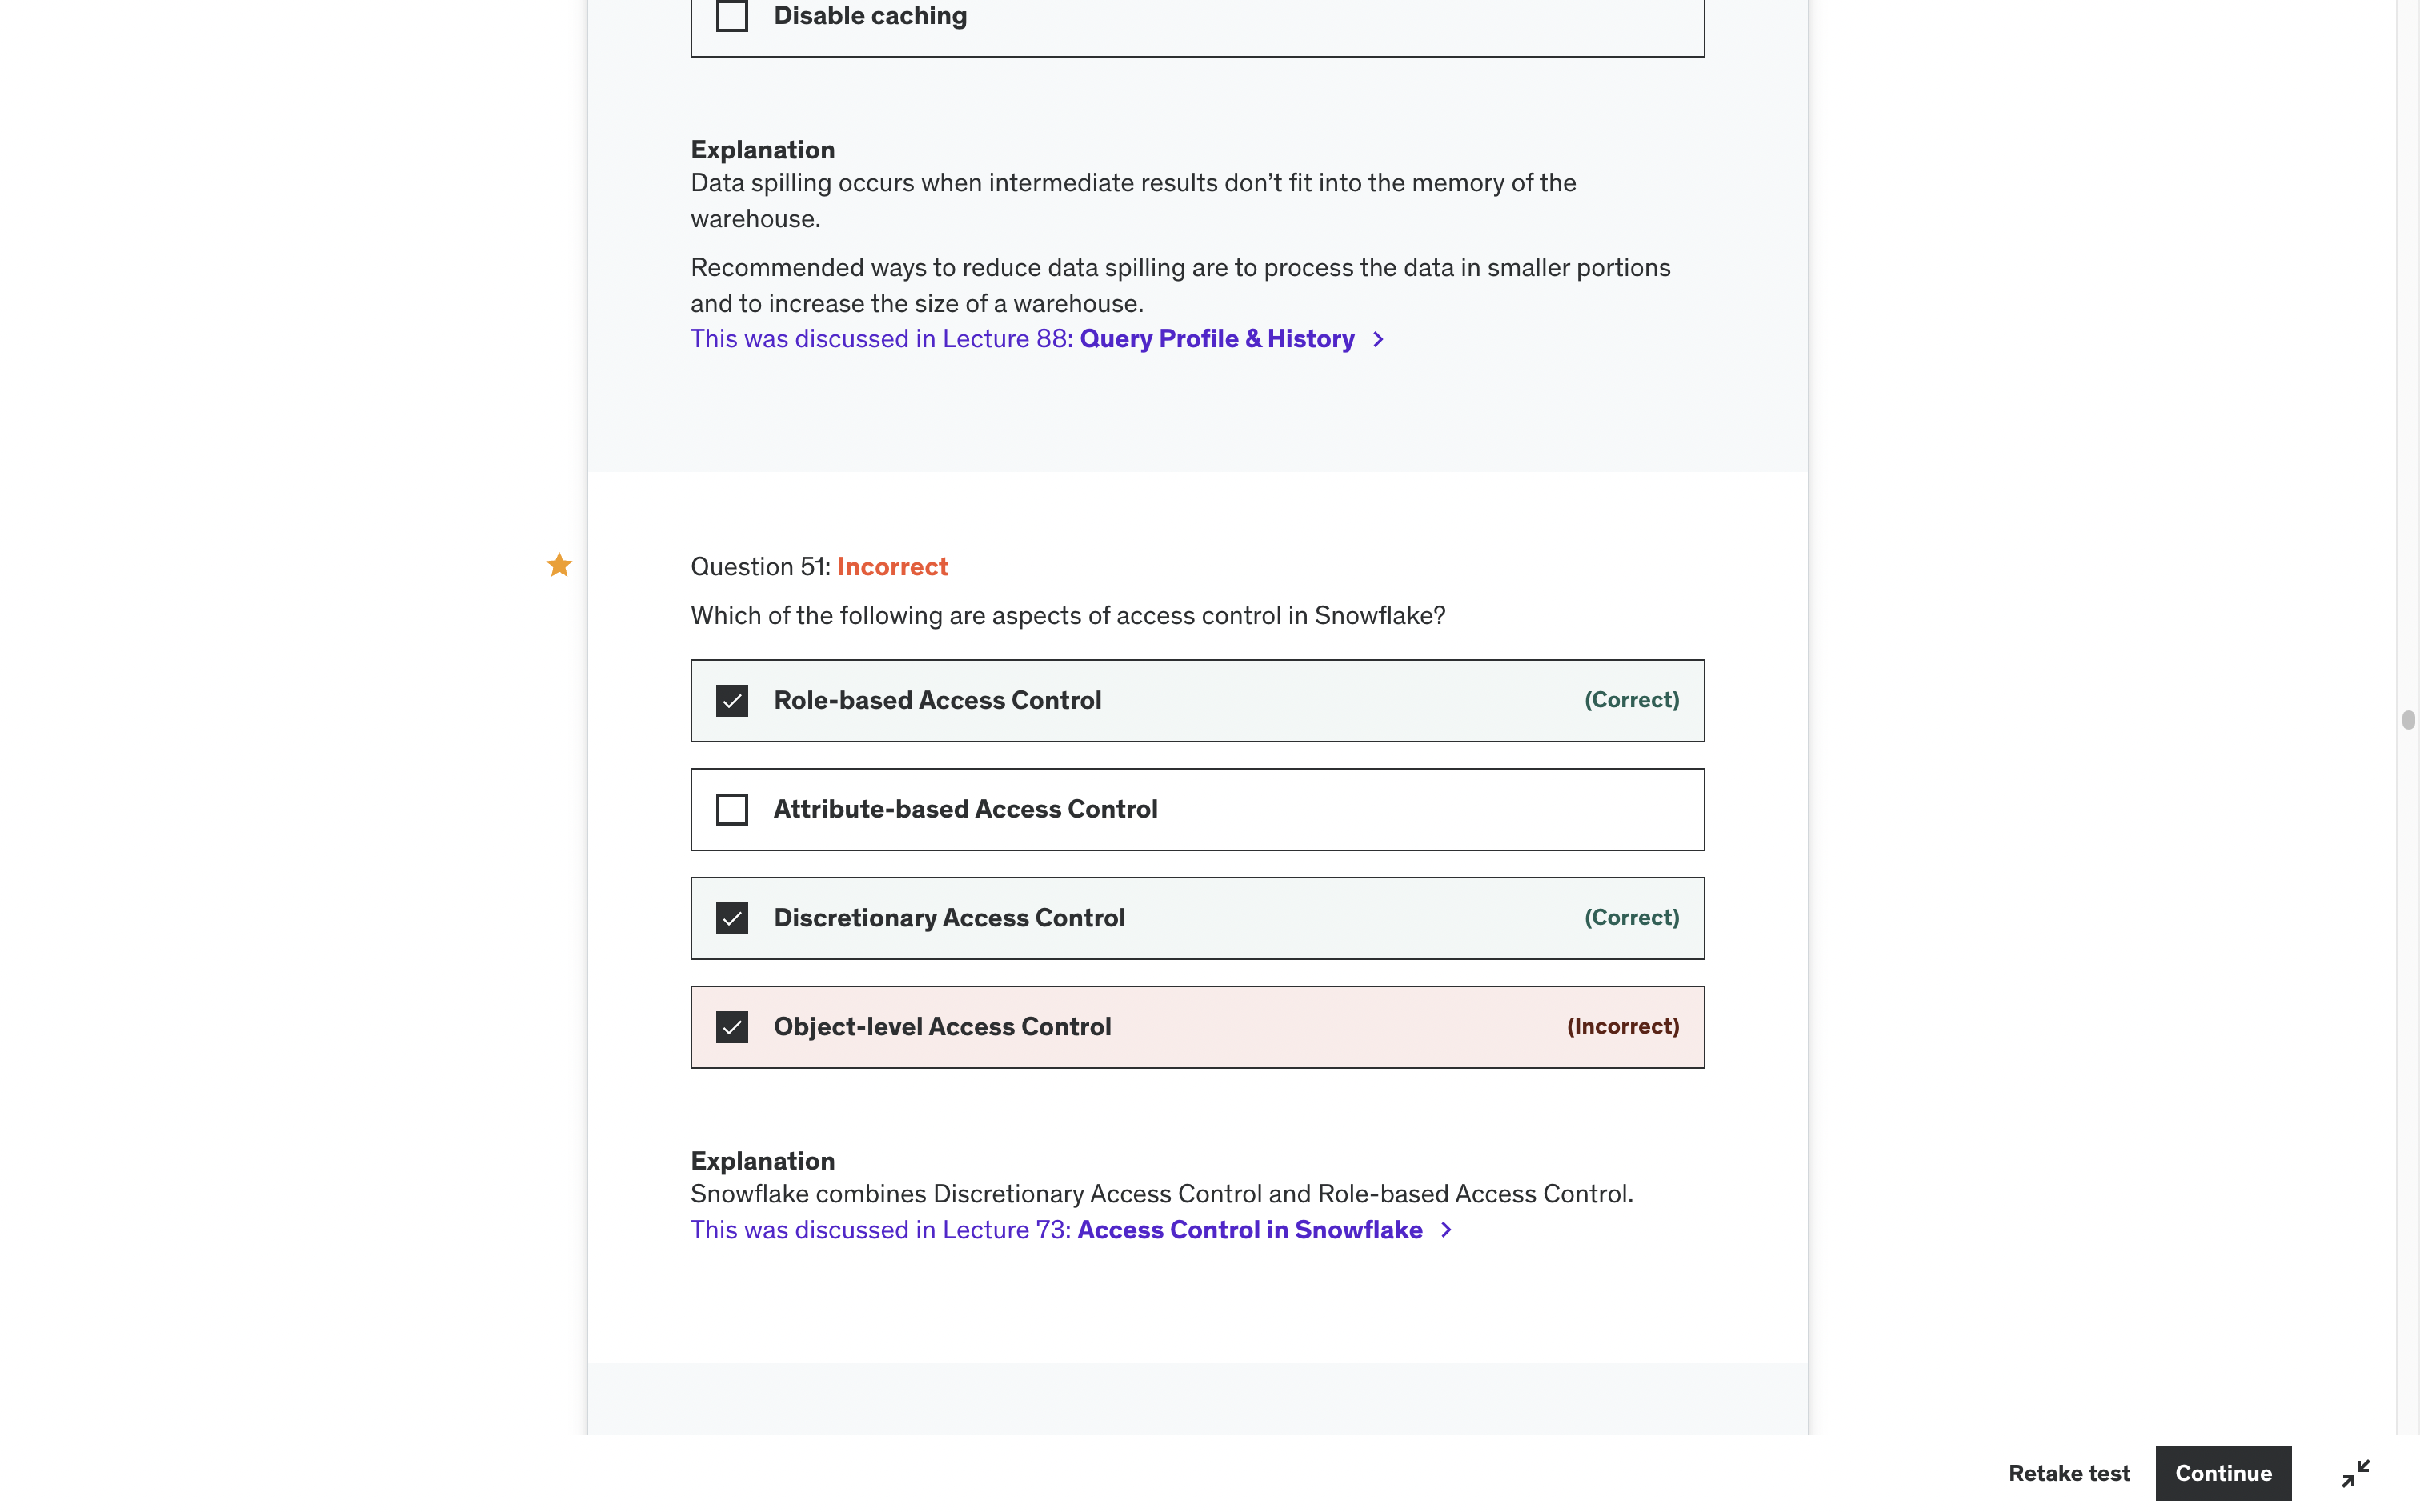 Disable caching
Explanation
Data spilling occurs when intermediate results don’t fit into the memory of the
warehouse.
Recommended ways to reduce data spilling are to process the data in smaller portions
and to increase the size of a warehouse.
This was discussed in Lecture 88: Query Profile & History
Question 51: Incorrect
Which of the following are aspects of access control in Snowflake?
Role-based Access Control (Correct)
Attribute-based Access Control
Discretionary Access Control (Correct)
Object-level Access Control (Incorrect)
Explanation
Snowflake combines Discretionary Access Control and Role-based Access Control.
This was discussed in Lecture 73: Access Control in Snowflake
Retake test Continue